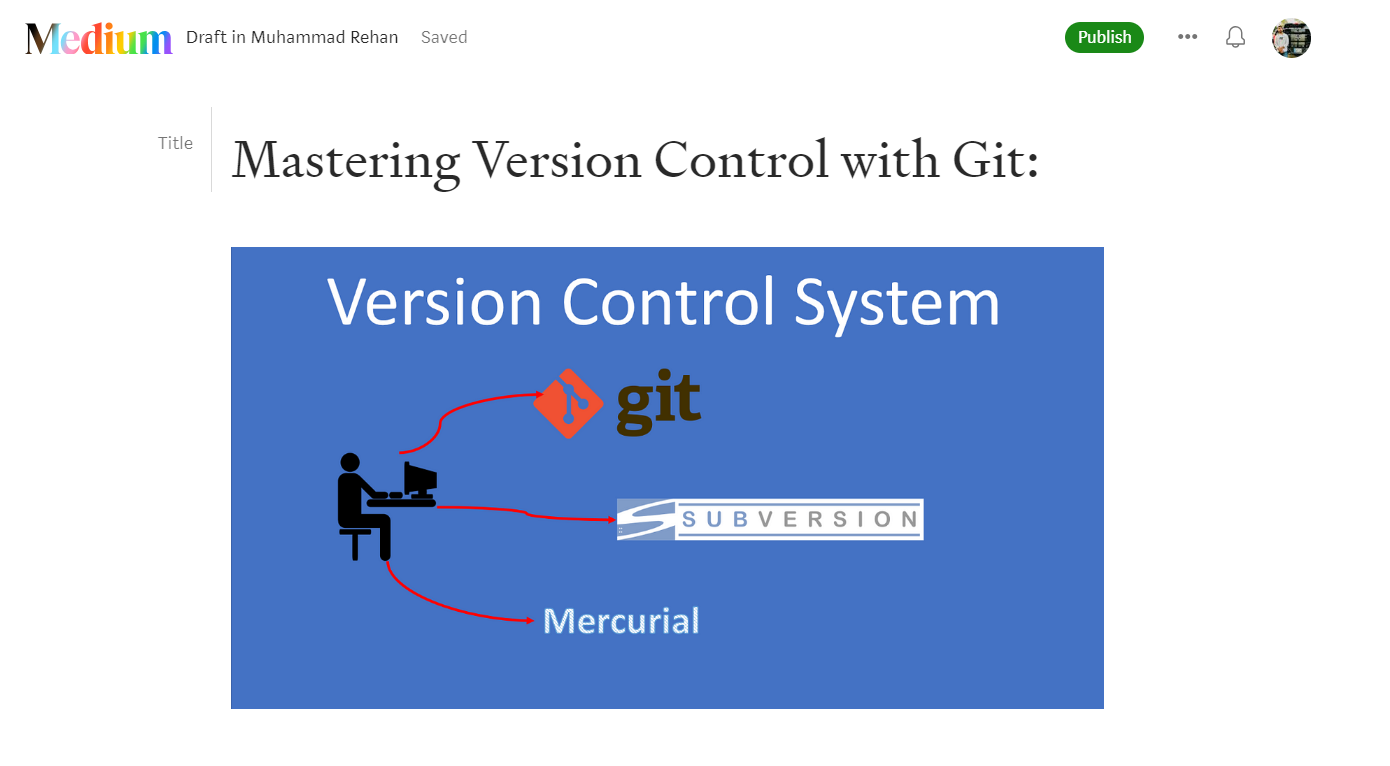 Medium Draft in Muhammad Rehan Saved Publish
Title
Mastering Version Control with Git:
Version Control System
git
SUBVERSION
Mercurial